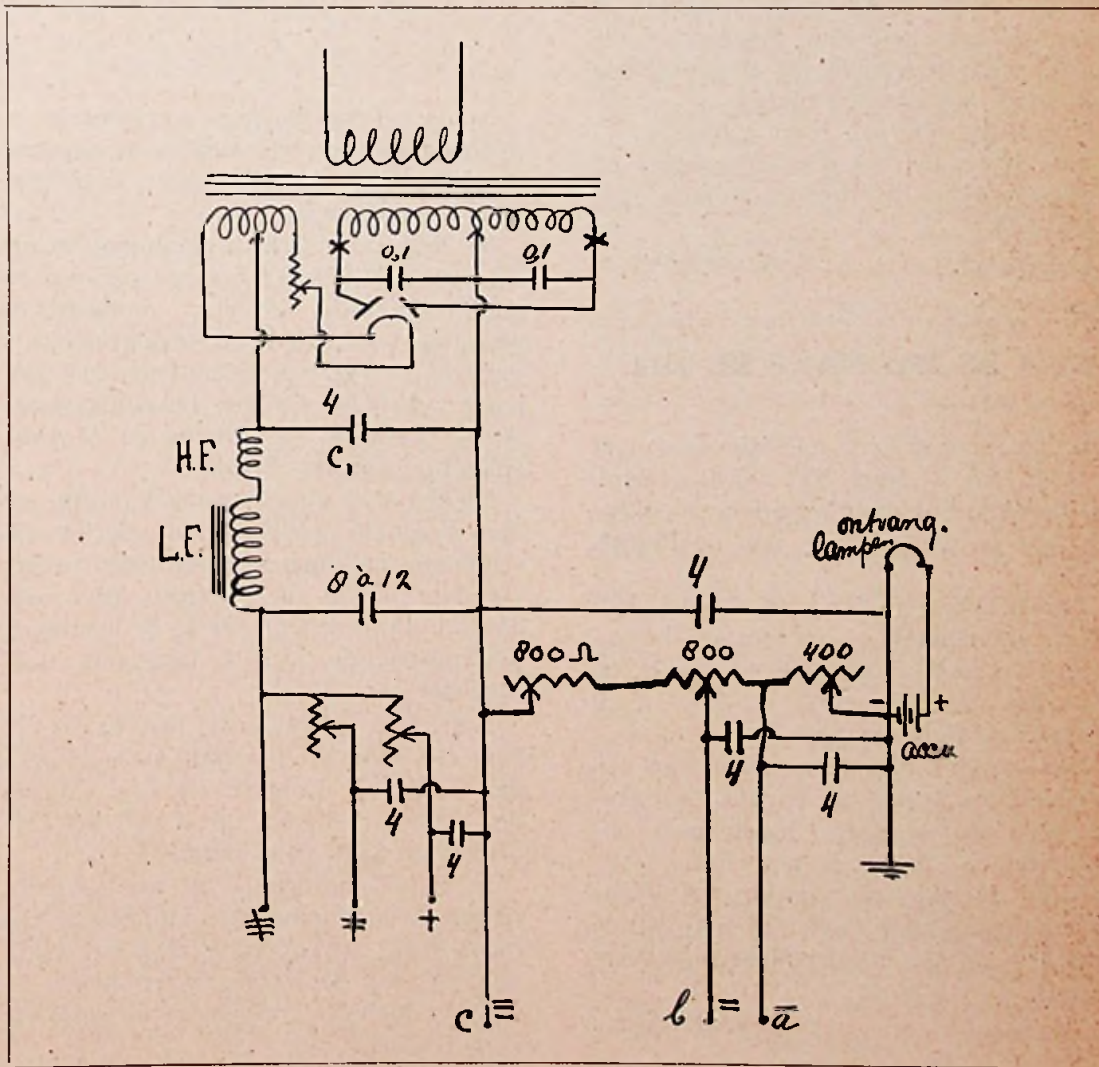 0,1
0,1
4
C₁
H.F.
L.F.
8 à 12
4
ontvang.
lampen
800 Ω
800
400
- +
accu
4
4
4
4
+
c ≡
b =
a -